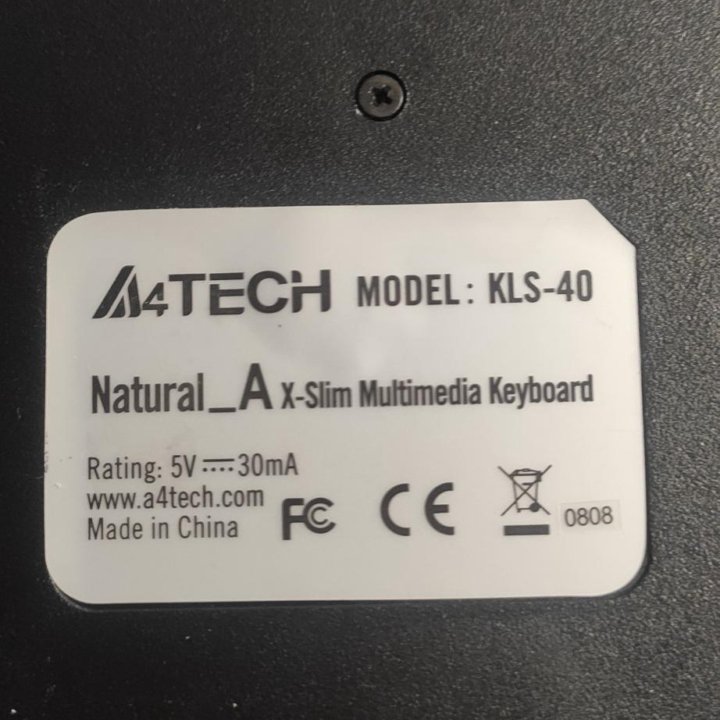 A4TECH MODEL: KLS-40
Natural_A X-Slim Multimedia Keyboard
Rating: 5V⎓30mA
www.a4tech.com
Made in China FC CE 0808